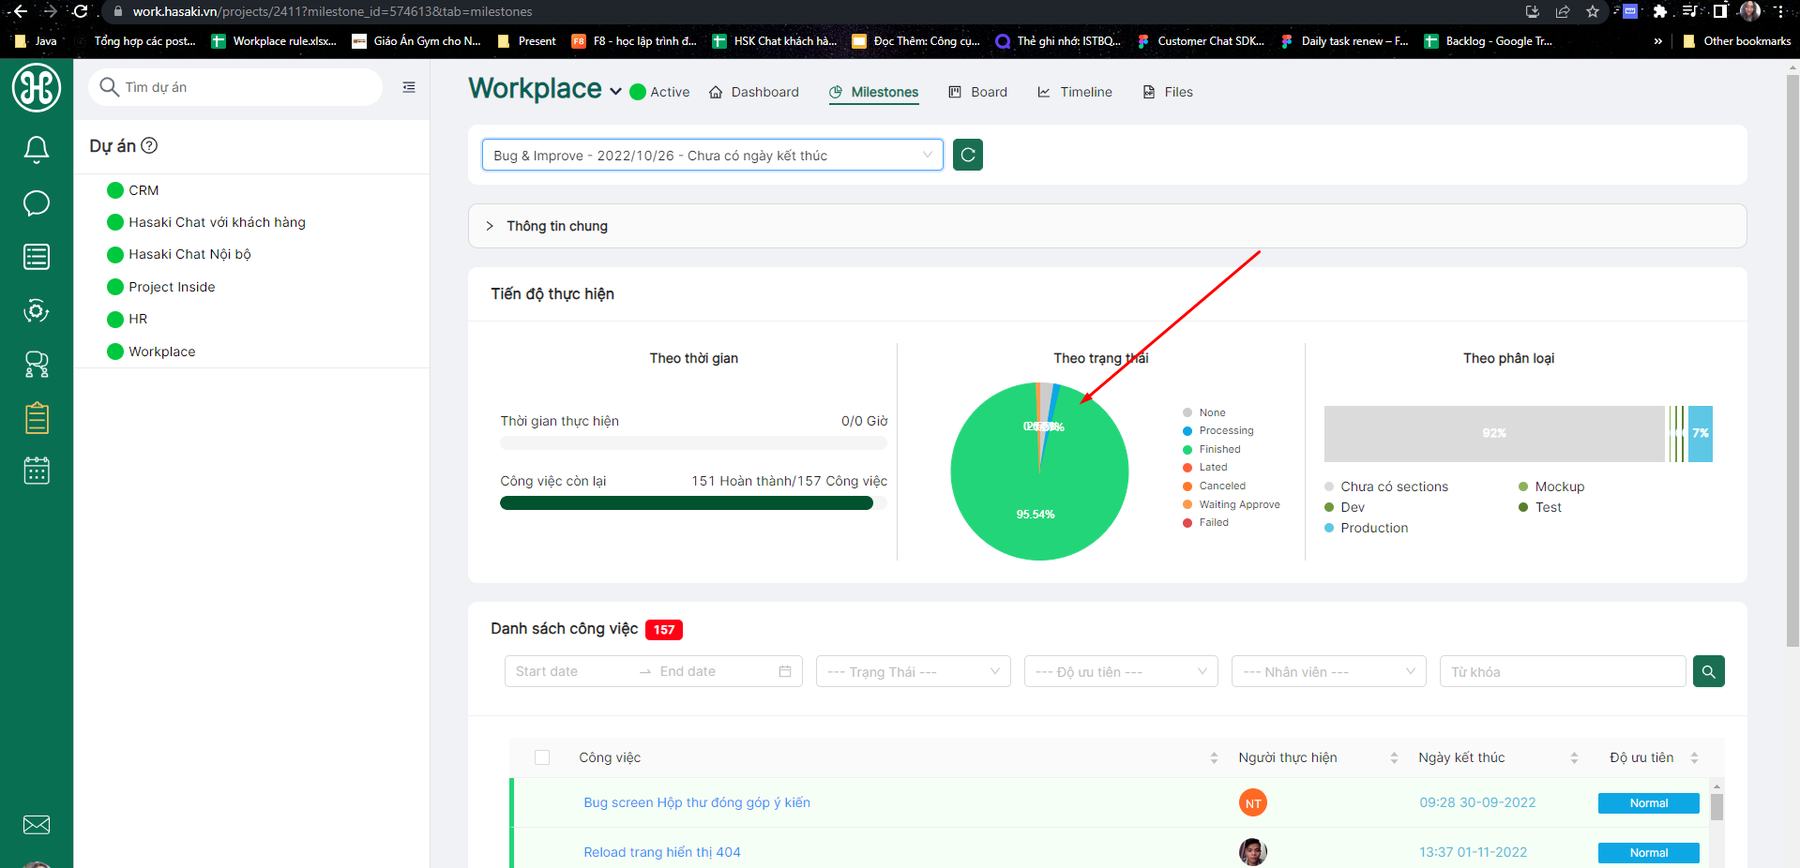 work.hasaki.vn/projects/2411?milestone_id=574613&tab=milestones
Java
Tổng hợp các post...
Workplace rule.xlsx...
Giáo Án Gym cho N...
Present
F8
F8 - học lập trình đ...
HSK Chat khách hà...
Đọc Thêm: Công cụ...
Thẻ ghi nhớ: ISTBQ...
Customer Chat SDK...
Daily task renew – F...
Backlog - Google Tr...
»
Other bookmarks
Tìm dự án
Workplace
Active
Dashboard
Milestones
Board
Timeline
Files
Dự án
CRM
Hasaki Chat với khách hàng
Hasaki Chat Nội bộ
Project Inside
HR
Workplace
Bug & Improve - 2022/10/26 - Chưa có ngày kết thúc
Thông tin chung
Tiến độ thực hiện
Theo thời gian
Thời gian thực hiện 0/0 Giờ
Công việc còn lại 151 Hoàn thành/157 Công việc
Theo trạng thái
95.54%
None
Processing
Finished
Lated
Canceled
Waiting Approve
Failed
Theo phân loại
92%
7%
Chưa có sections
Mockup
Dev
Test
Production
Danh sách công việc 157
Start date → End date
--- Trạng Thái ---
--- Độ ưu tiên ---
--- Nhân viên ---
Từ khóa
Công việc
Người thực hiện
Ngày kết thúc
Độ ưu tiên
Bug screen Hộp thư đóng góp ý kiến
NT
09:28 30-09-2022
Normal
Reload trang hiển thị 404
13:37 01-11-2022
Normal